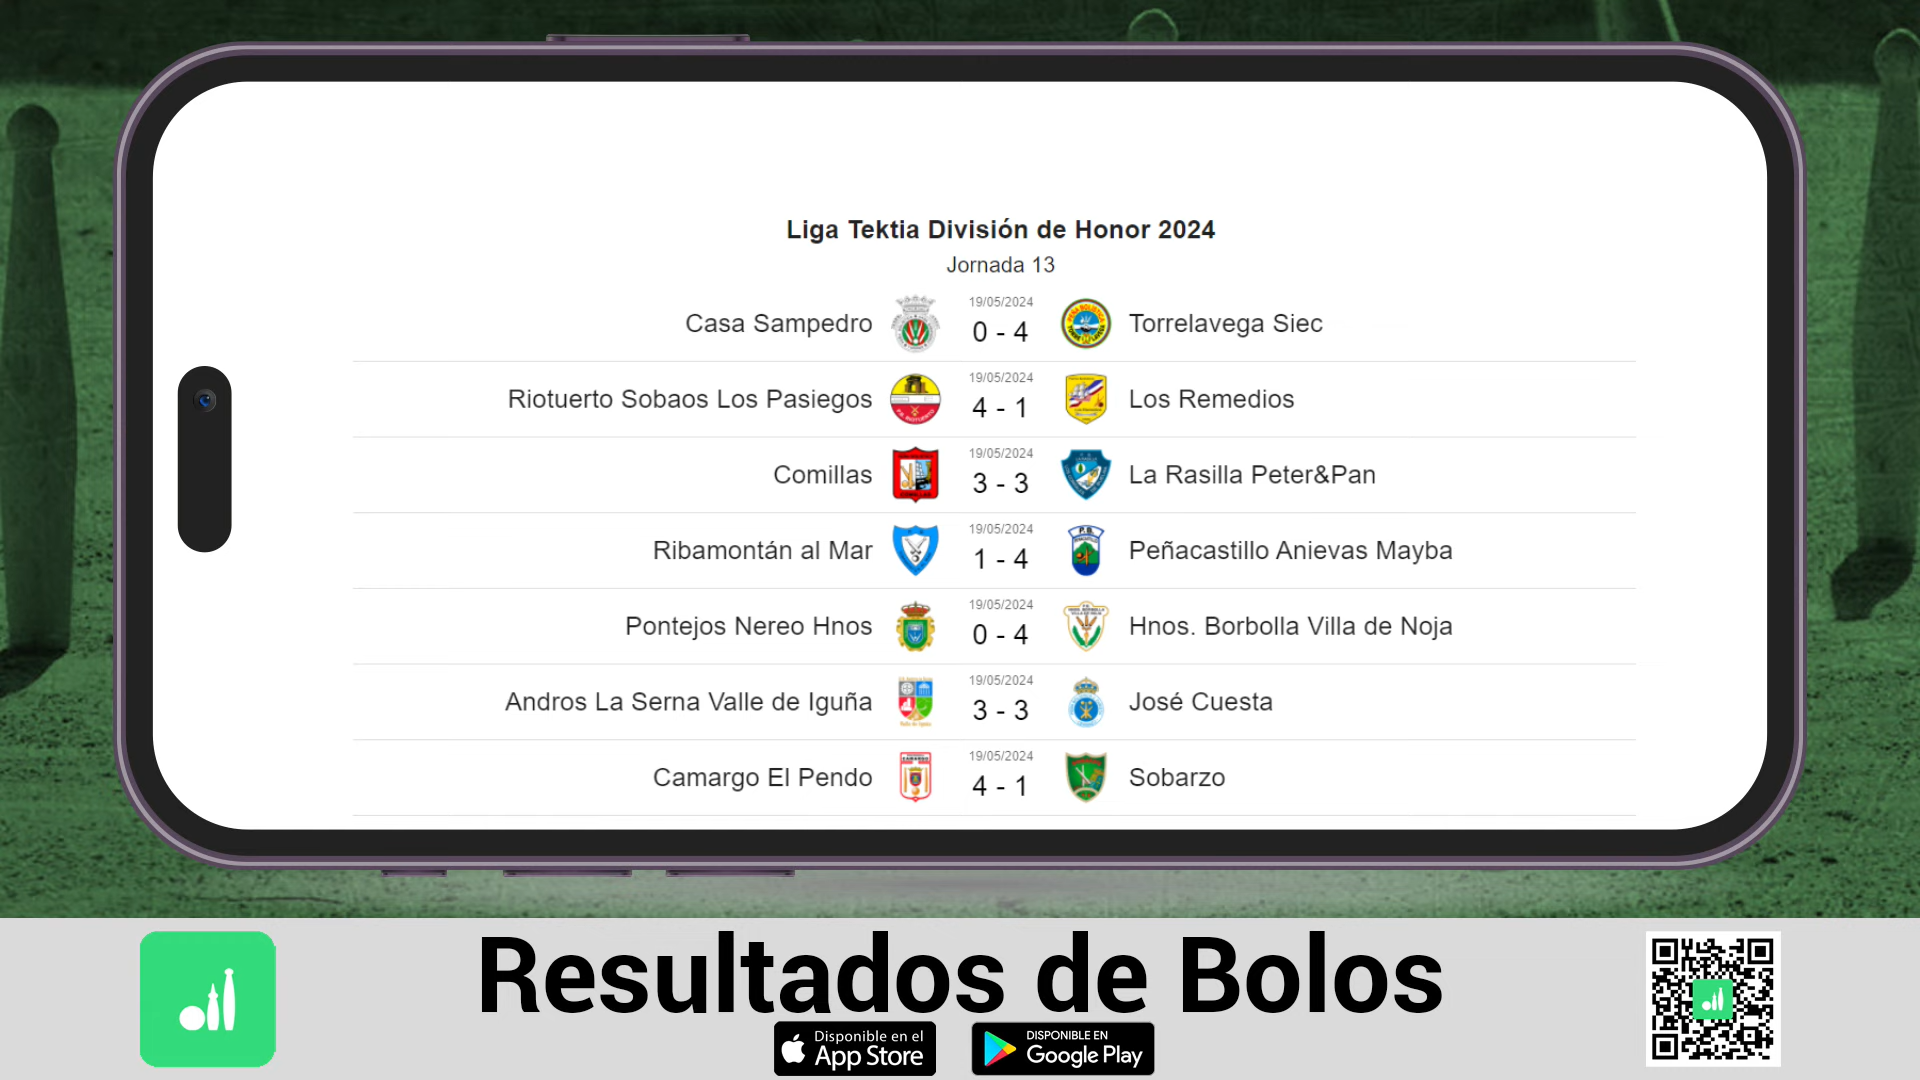 Liga Tektia División de Honor 2024
Jornada 13
19/05/2024
Casa Sampedro 0 - 4 Torrelavega Siec
19/05/2024
Riotuerto Sobaos Los Pasiegos 4 - 1 Los Remedios
19/05/2024
Comillas 3 - 3 La Rasilla Peter&Pan
19/05/2024
Ribamontán al Mar 1 - 4 Peñacastillo Anievas Mayba
19/05/2024
Pontejos Nereo Hnos 0 - 4 Hnos. Borbolla Villa de Noja
19/05/2024
Andros La Serna Valle de Iguña 3 - 3 José Cuesta
19/05/2024
Camargo El Pendo 4 - 1 Sobarzo
Resultados de Bolos
Disponible en el
App Store
DISPONIBLE EN
Google Play